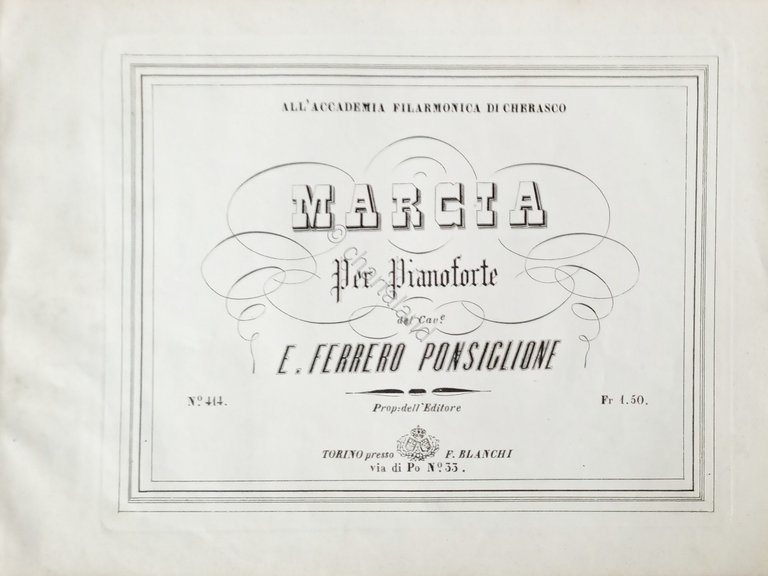 ALL'ACCADEMIA FILARMONICA DI CHERASCO
MARCIA
Per Pianoforte
del Cav.e
E. FERRERO PONSIGLIONE
N.o 414.
Fr 1.50.
Prop: dell'Editore
TORINO presso F. BLANCHI
via di Po N.o 33.
© chartaland